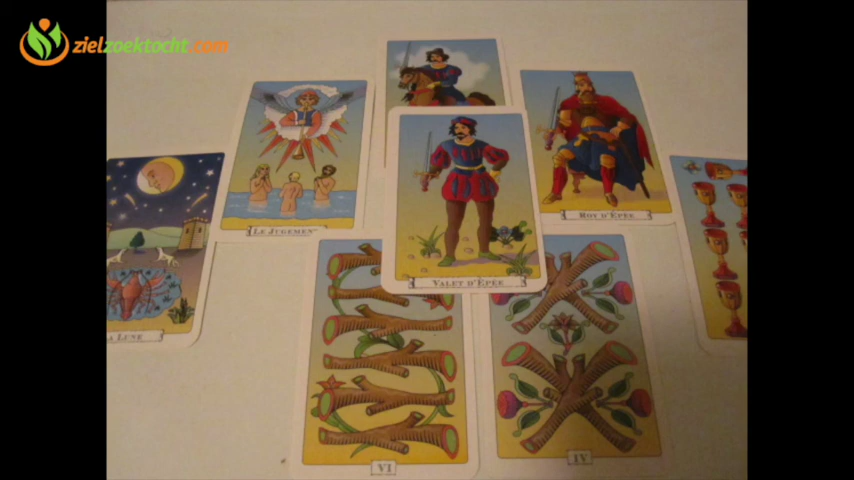 zielzoektocht.com
LE JUGEMENT
ROY D'ÉPÉE
VALET D'ÉPÉE
LA LUNE
VI
IV